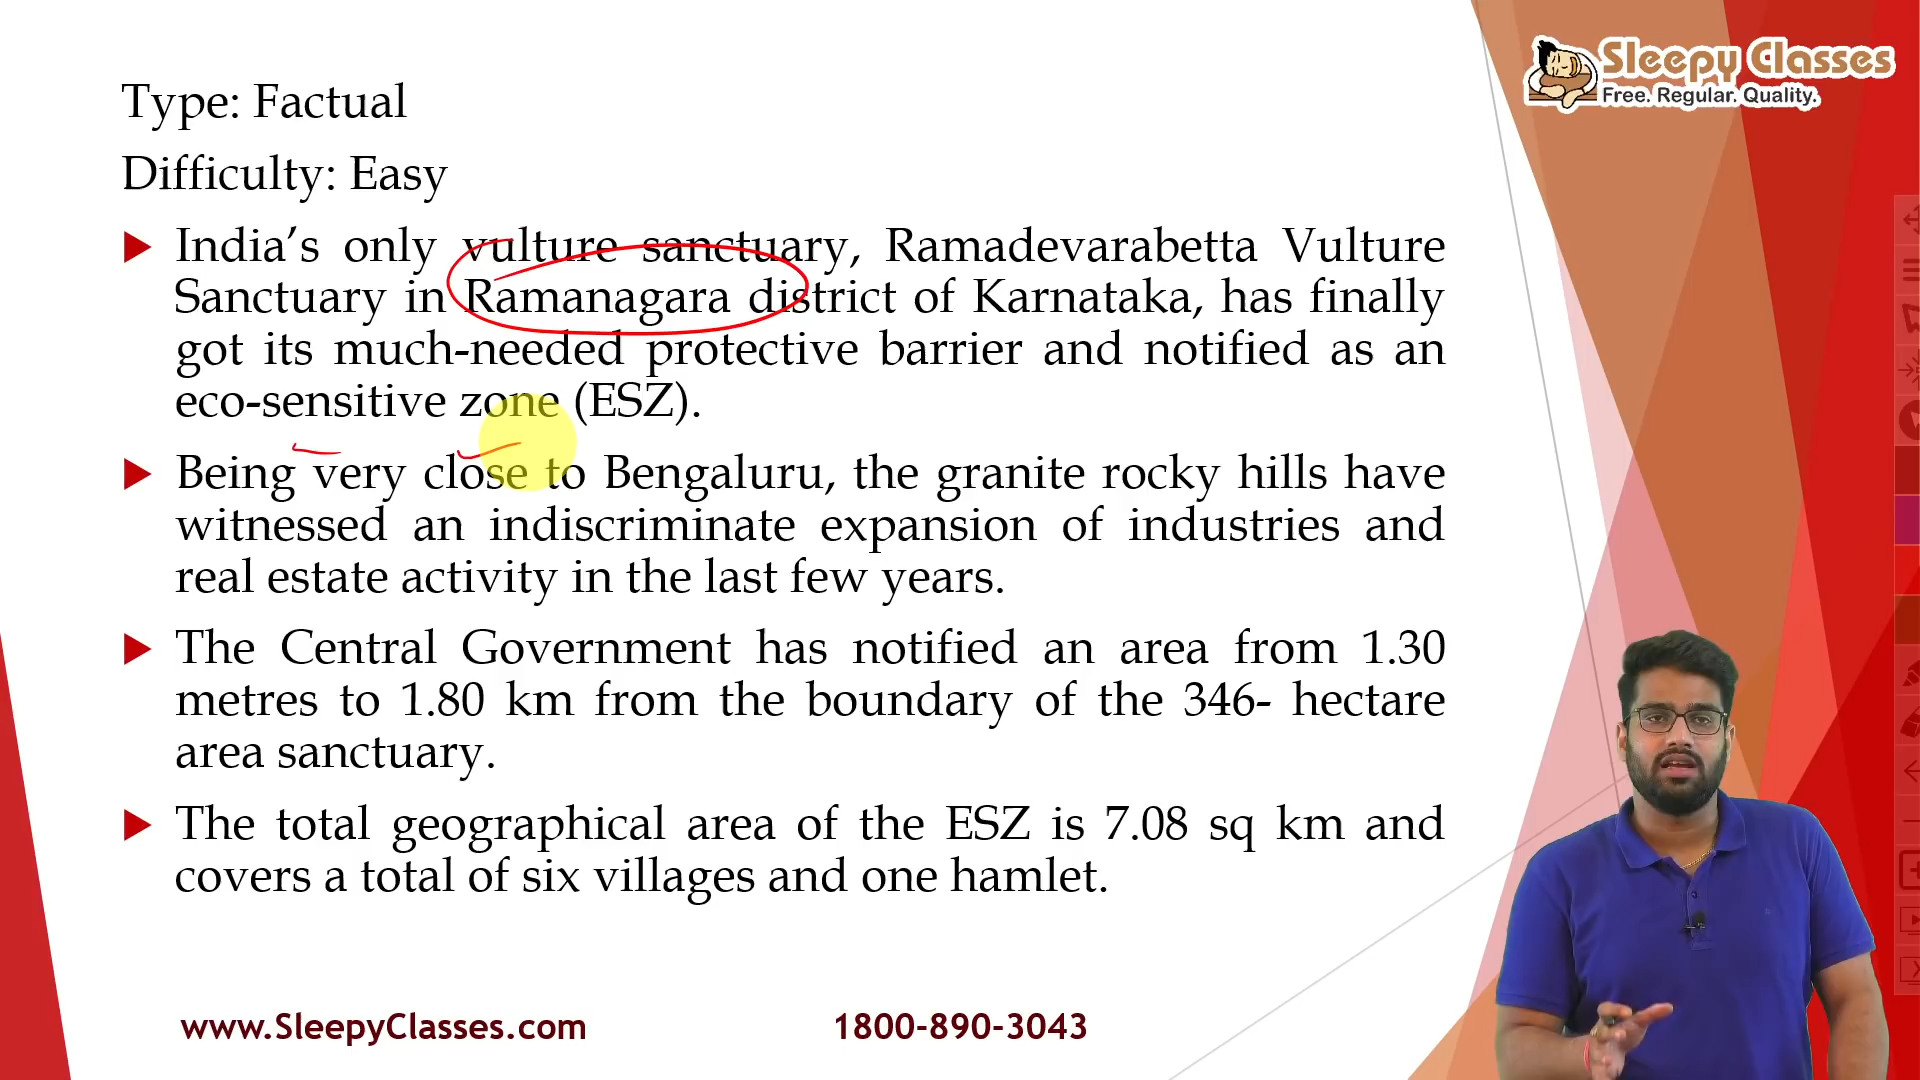 Sleepy Classes
Free. Regular. Quality.
Type: Factual
Difficulty: Easy
India’s only vulture sanctuary, Ramadevarabetta Vulture
Sanctuary in Ramanagara district of Karnataka, has finally
got its much-needed protective barrier and notified as an
eco-sensitive zone (ESZ).
Being very close to Bengaluru, the granite rocky hills have
witnessed an indiscriminate expansion of industries and
real estate activity in the last few years.
The Central Government has notified an area from 1.30
metres to 1.80 km from the boundary of the 346- hectare
area sanctuary.
The total geographical area of the ESZ is 7.08 sq km and
covers a total of six villages and one hamlet.
www.SleepyClasses.com
1800-890-3043